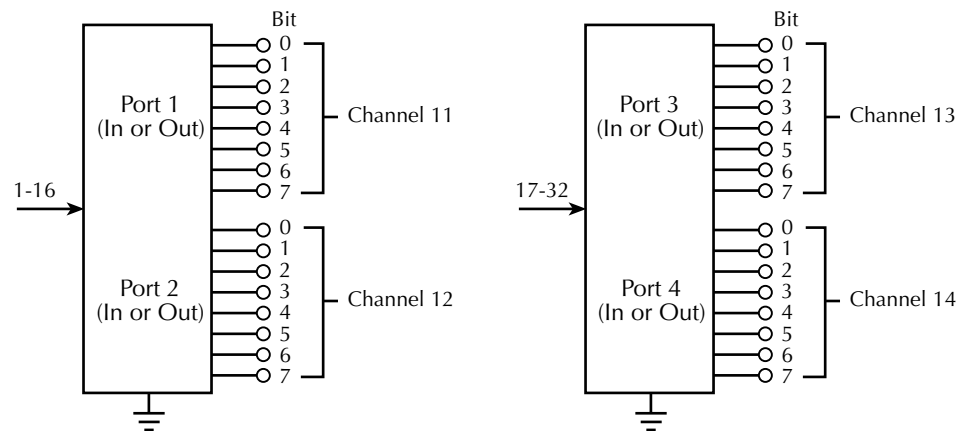 Bit
0
1
2
3
4
5
6
7
Port 1
(In or Out)
Channel 11
1-16
0
1
2
3
4
5
6
7
Port 2
(In or Out)
Channel 12
Bit
0
1
2
3
4
5
6
7
Port 3
(In or Out)
Channel 13
17-32
0
1
2
3
4
5
6
7
Port 4
(In or Out)
Channel 14